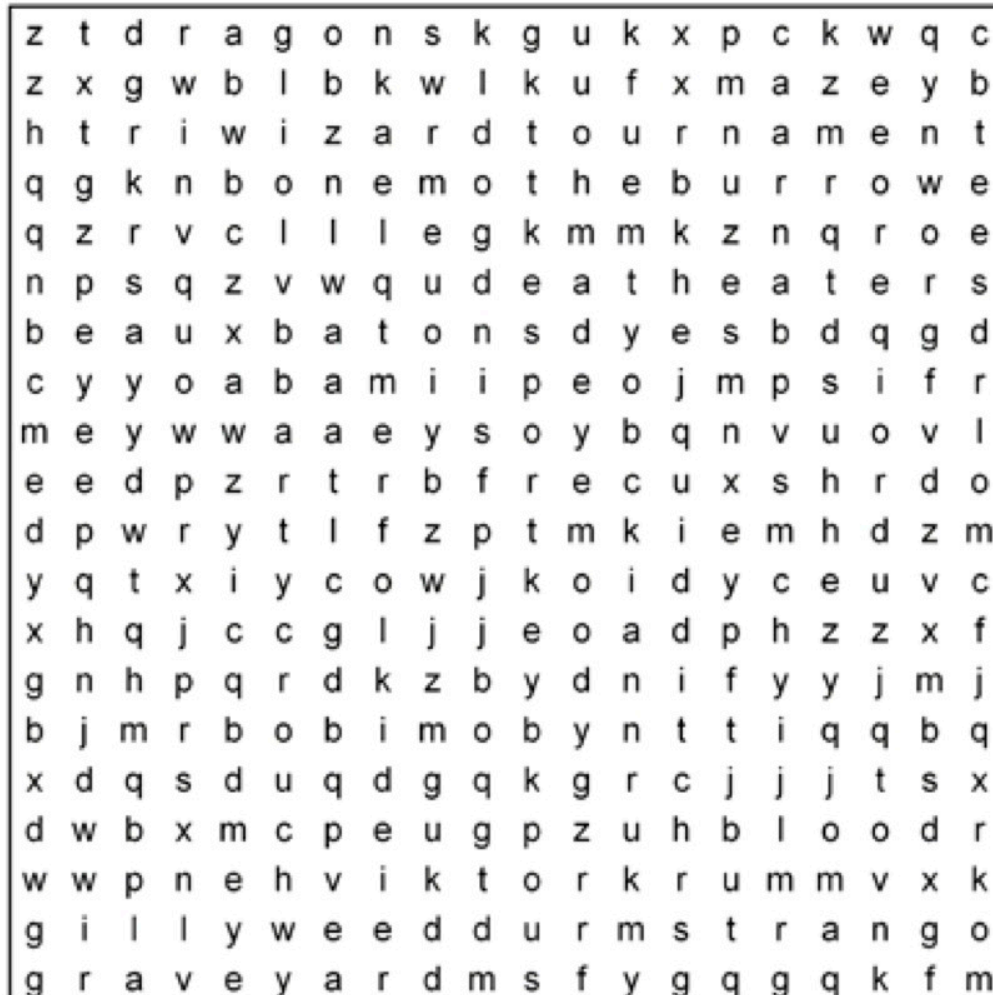 z t d r a g o n s k g u k x p c k w q c
z x g w b l b k w l k u f x m a z e y b
h t r i w i z a r d t o u r n a m e n t
q g k n b o n e m o t h e b u r r o w e
q z r v c l l l e g k m m k z n q r o e
n p s q z v w q u d e a t h e a t e r s
b e a u x b a t o n s d y e s b d q g d
c y y o a b a m i i p e o j m p s i f r
m e y w w a a e y s o y b q n v u o v l
e e d p z r t r b f r e c u x s h r d o
d p w r y t l f z p t m k i e m h d z m
y q t x i y c o w j k o i d y c e u v c
x h q j c c g l j j e o a d p h z z x f
g n h p q r d k z b y d n i f y y j m j
b j m r b o b i m o b y n t t i q q b q
x d q s d u q d g q k g r c j j j t s x
d w b x m c p e u g p z u h b l o o d r
w w p n e h v i k t o r k r u m m v x k
g i l l y w e e d d u r m s t r a n g o
g r a v e y a r d m s f y g q g q k f m